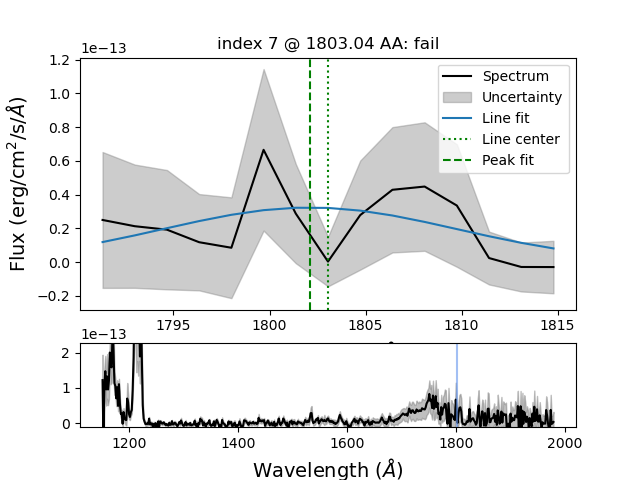 index 7 @ 1803.04 AA: fail
1e−13
1.2
1.0
0.8
0.6
0.4
0.2
0.0
−0.2
Flux (erg/cm²/s/Å)
Spectrum
Uncertainty
Line fit
Line center
Peak fit
1795 1800 1805 1810 1815
1e−13
2
1
0
1200 1400 1600 1800 2000
Wavelength (Å)